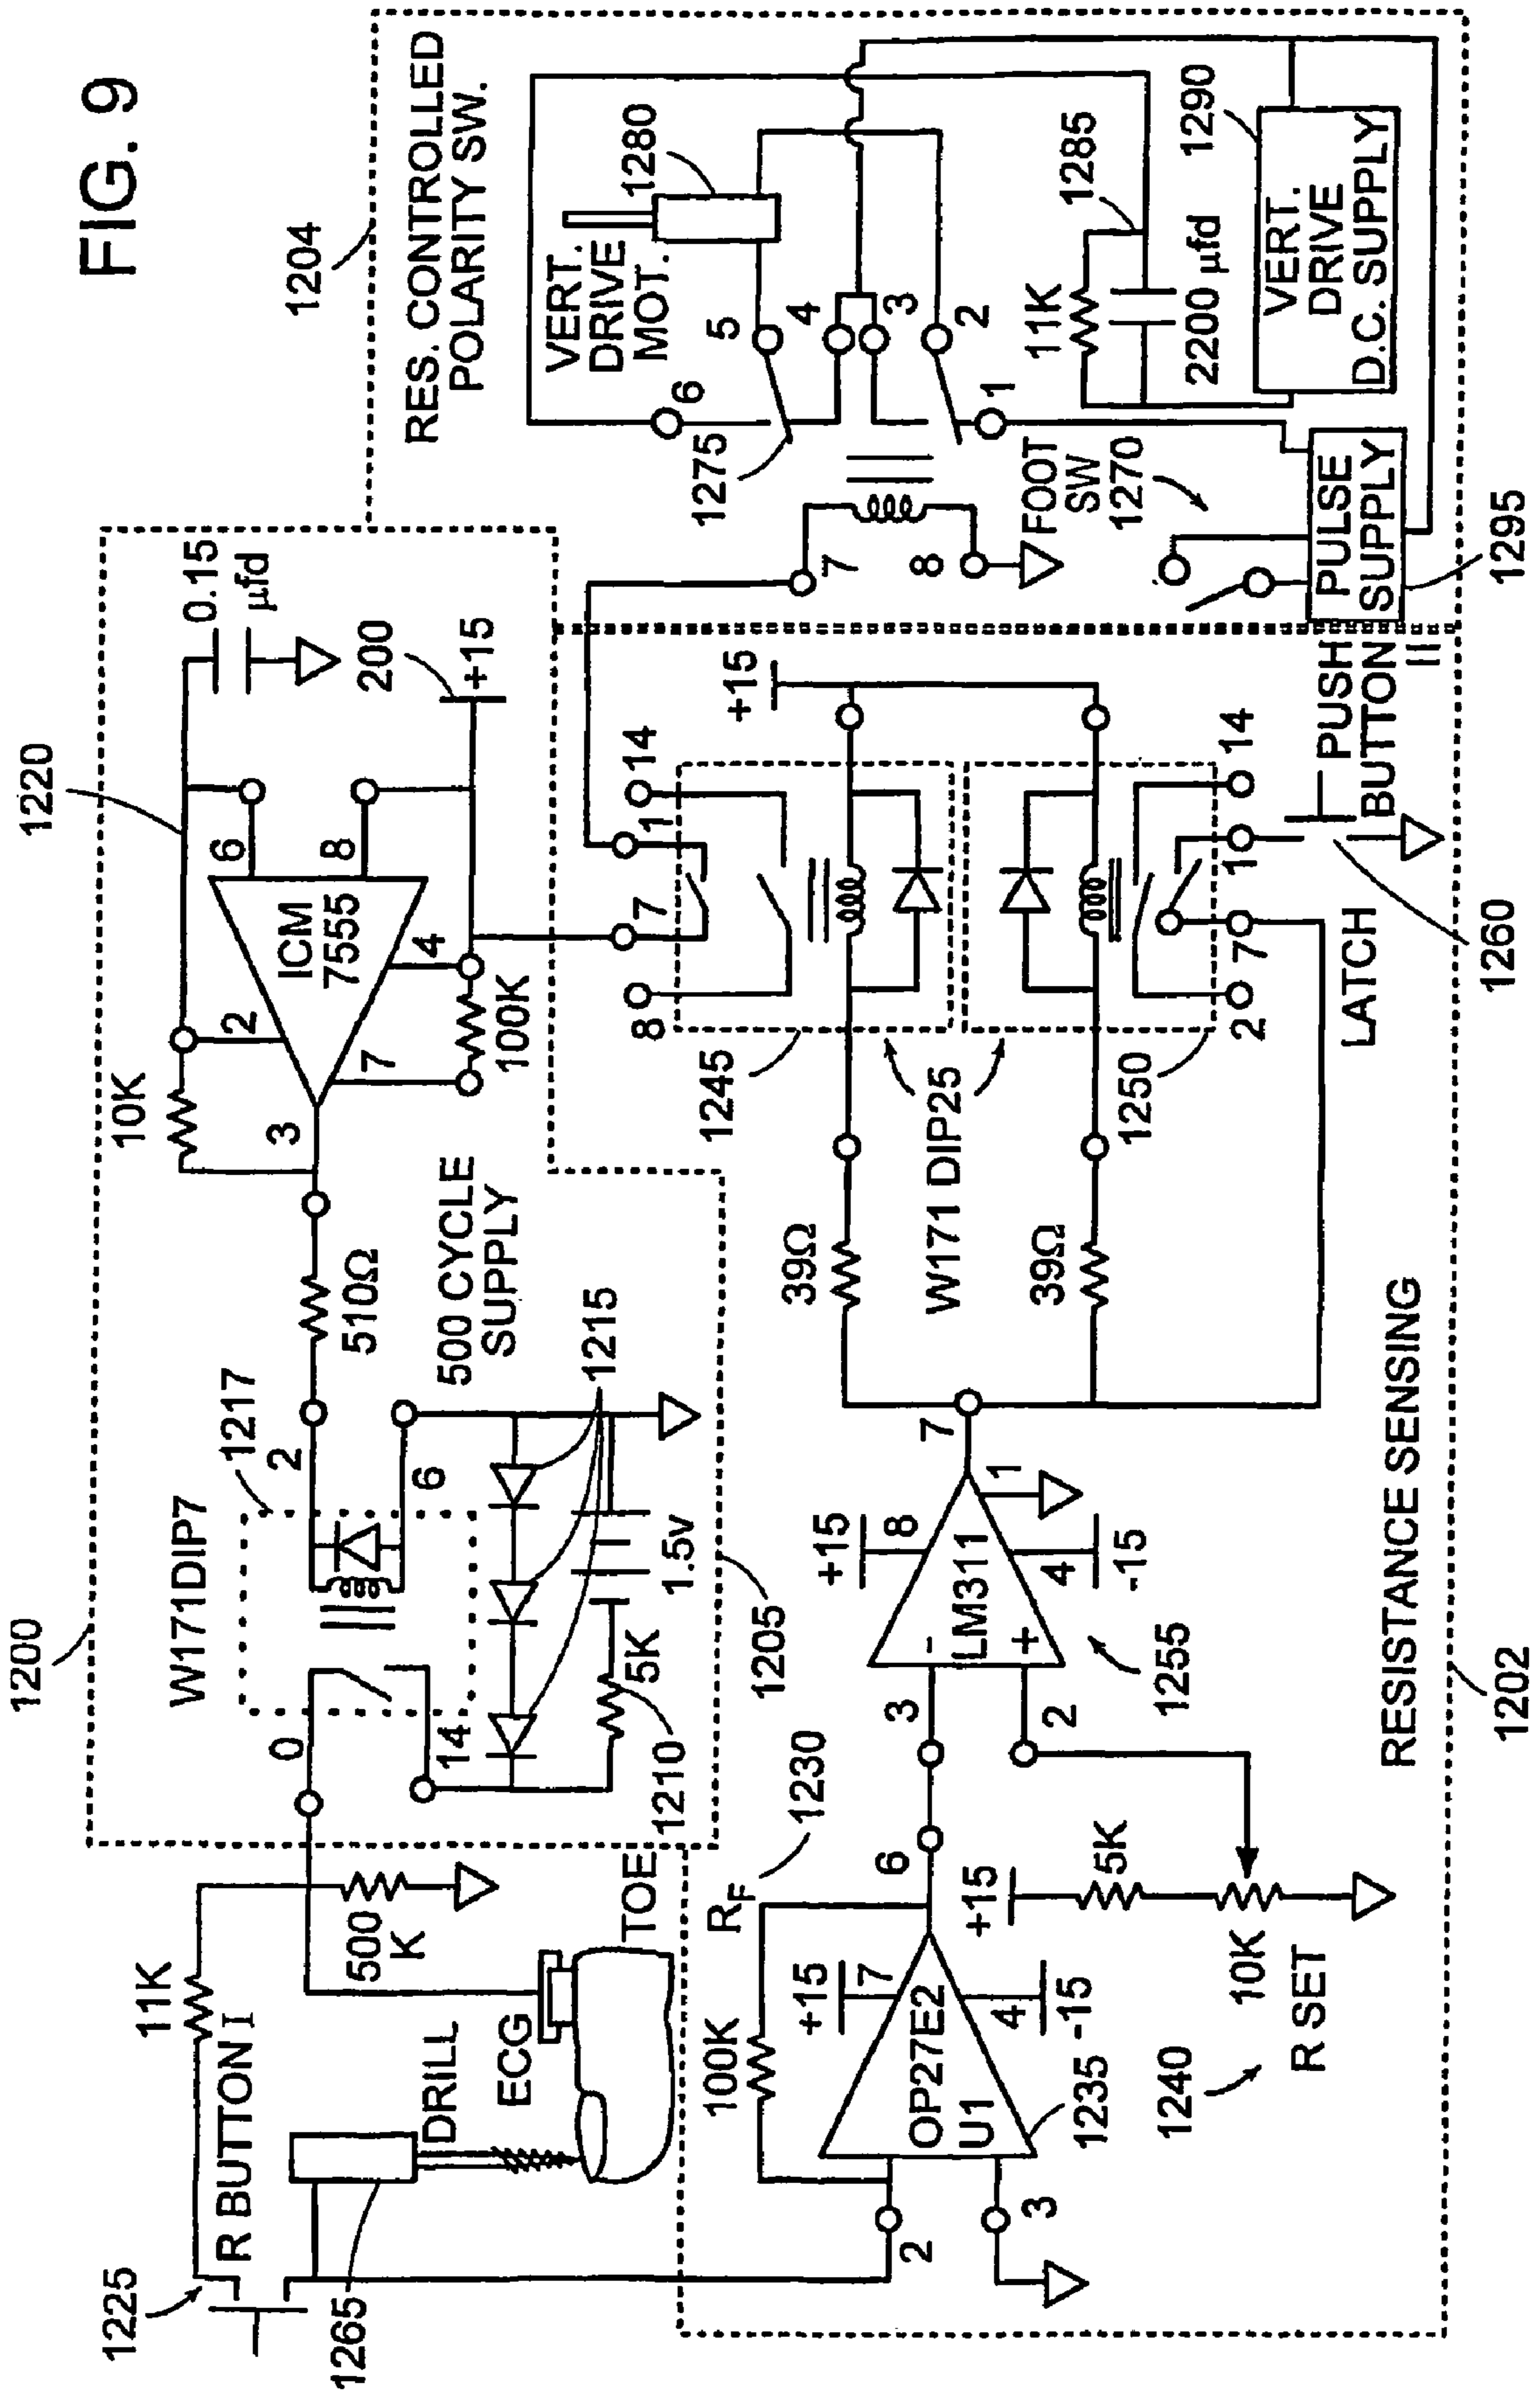 FIG. 9
1204
RES. CONTROLLED
POLARITY SW.
VERT.
DRIVE
MOT.
1280
6
5
4
3
2
1
1275
7
8
11K
1285
2200 μfd
1290
VERT.
DRIVE
D.C. SUPPLY
FOOT
SW
1270
PULSE
SUPPLY
1295
1200
1220
0.15
μfd
200
+15
6
8
ICM
7555
2
4
7
3
10K
100K
510Ω
500 CYCLE
SUPPLY
W171DIP7
1217
2
6
0
14
1215
1.5v
5K
1210
1205
1225
R BUTTON I
11K
500
K
1265
DRILL
ECG
TOE
RF
1230
100K
+15
7
OP27E2
U1
4
-15
2
3
6
1235
1240
+15
5K
10K
R SET
3
2
-
+
LM311
+15
8
4
-15
1
7
1255
39Ω
39Ω
W171 DIP25
1245
1250
+15
8
7
1
14
2
7
1
14
LATCH
1260
PUSH
BUTTON
II
RESISTANCE SENSING
1202